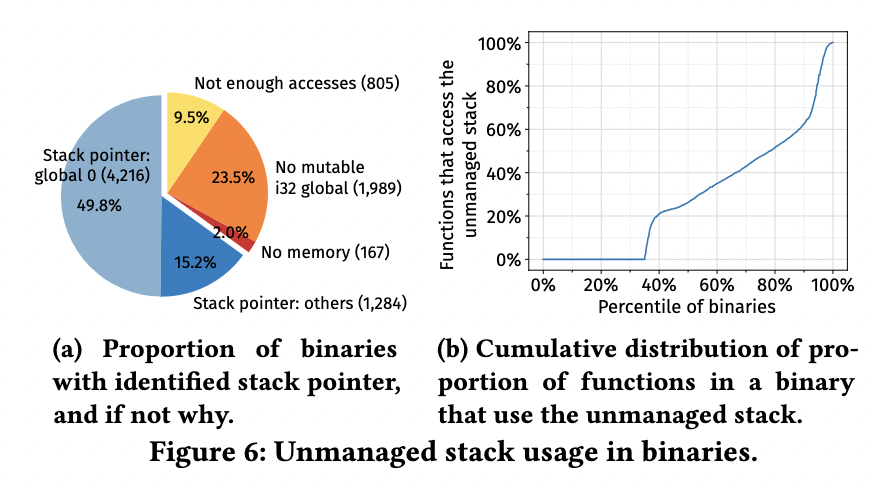 Not enough accesses (805)
9.5%
Stack pointer:
global 0 (4,216)
49.8%
No mutable
i32 global (1,989)
23.5%
2.0%
No memory (167)
15.2%
Stack pointer: others (1,284)
(a) Proportion of binaries
with identified stack pointer,
and if not why.
Functions that access the
unmanaged stack
100%
80%
60%
40%
20%
0%
0% 20% 40% 60% 80% 100%
Percentile of binaries
(b) Cumulative distribution of pro-
portion of functions in a binary
that use the unmanaged stack.
Figure 6: Unmanaged stack usage in binaries.